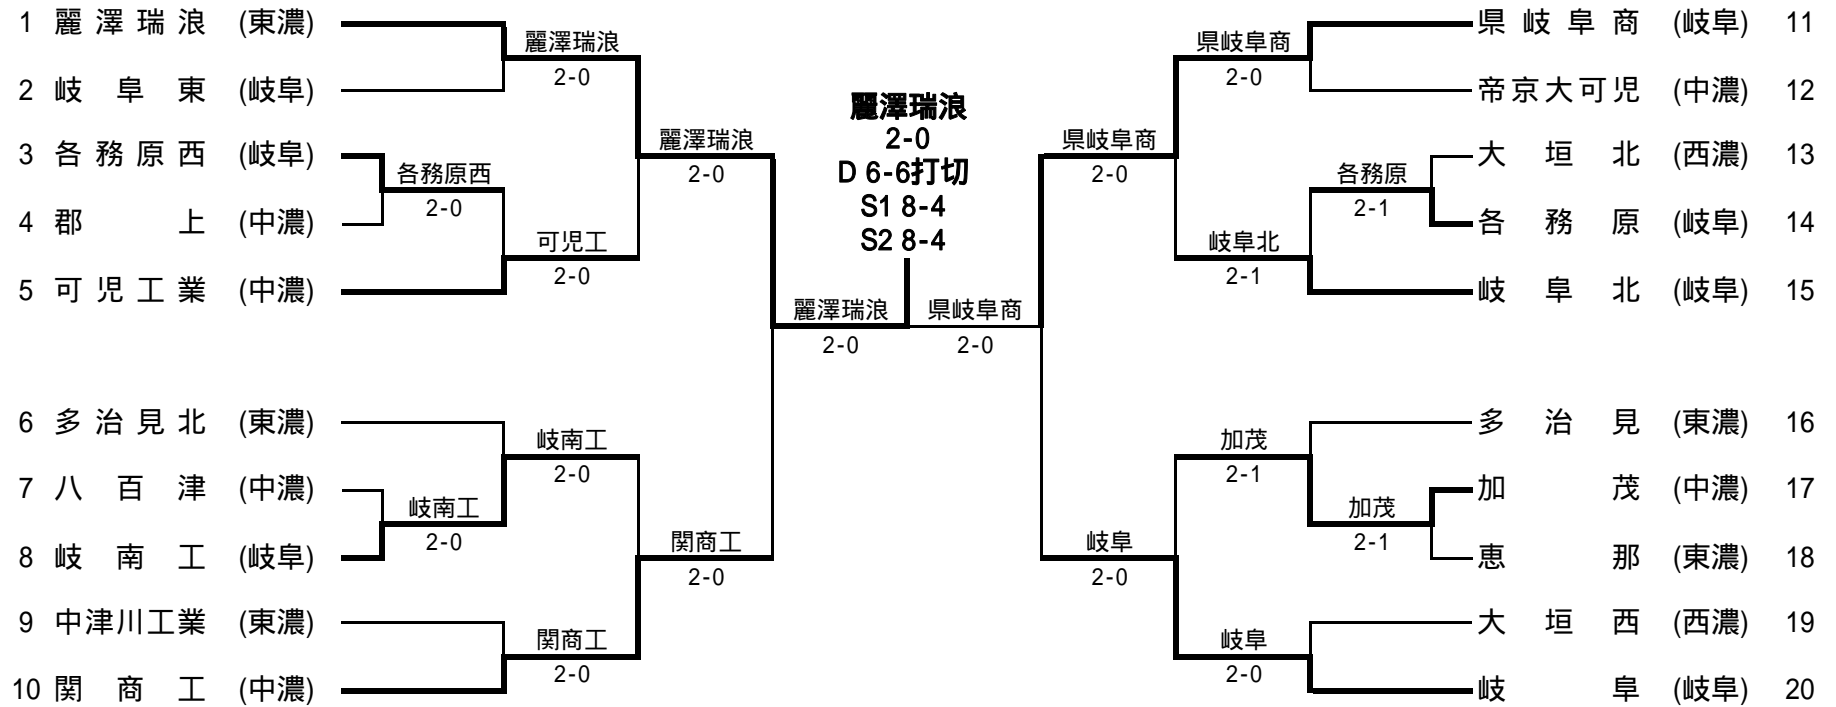 1 麗澤瑞浪 (東濃)
2 岐阜東 (岐阜)
3 各務原西 (岐阜)
4 郡上 (中濃)
5 可児工業 (中濃)
6 多治見北 (東濃)
7 八百津 (中濃)
8 岐南工 (岐阜)
9 中津川工業 (東濃)
10 関商工 (中濃)
各務原西
2-0
岐南工
2-0
麗澤瑞浪
2-0
可児工
2-0
岐南工
2-0
関商工
2-0
麗澤瑞浪
2-0
関商工
2-0
麗澤瑞浪
2-0
麗澤瑞浪
2-0
D 6-6打切
S1 8-4
S2 8-4
県岐阜商
2-0
県岐阜商
2-0
岐阜
2-0
県岐阜商
2-0
岐阜北
2-1
加茂
2-1
岐阜
2-0
各務原
2-1
加茂
2-1
県岐阜商 (岐阜) 11
帝京大可児 (中濃) 12
大垣北 (西濃) 13
各務原 (岐阜) 14
岐阜北 (岐阜) 15
多治見 (東濃) 16
加茂 (中濃) 17
恵那 (東濃) 18
大垣西 (西濃) 19
岐阜 (岐阜) 20